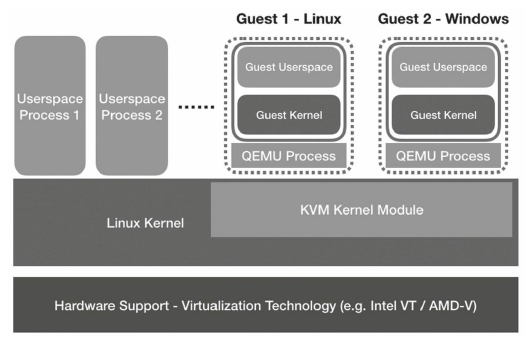 Guest 1 - Linux
Guest 2 - Windows
Userspace
Process 1
Userspace
Process 2
......
Guest Userspace
Guest Kernel
QEMU Process
Guest Userspace
Guest Kernel
QEMU Process
Linux Kernel
KVM Kernel Module
Hardware Support - Virtualization Technology (e.g. Intel VT / AMD-V)